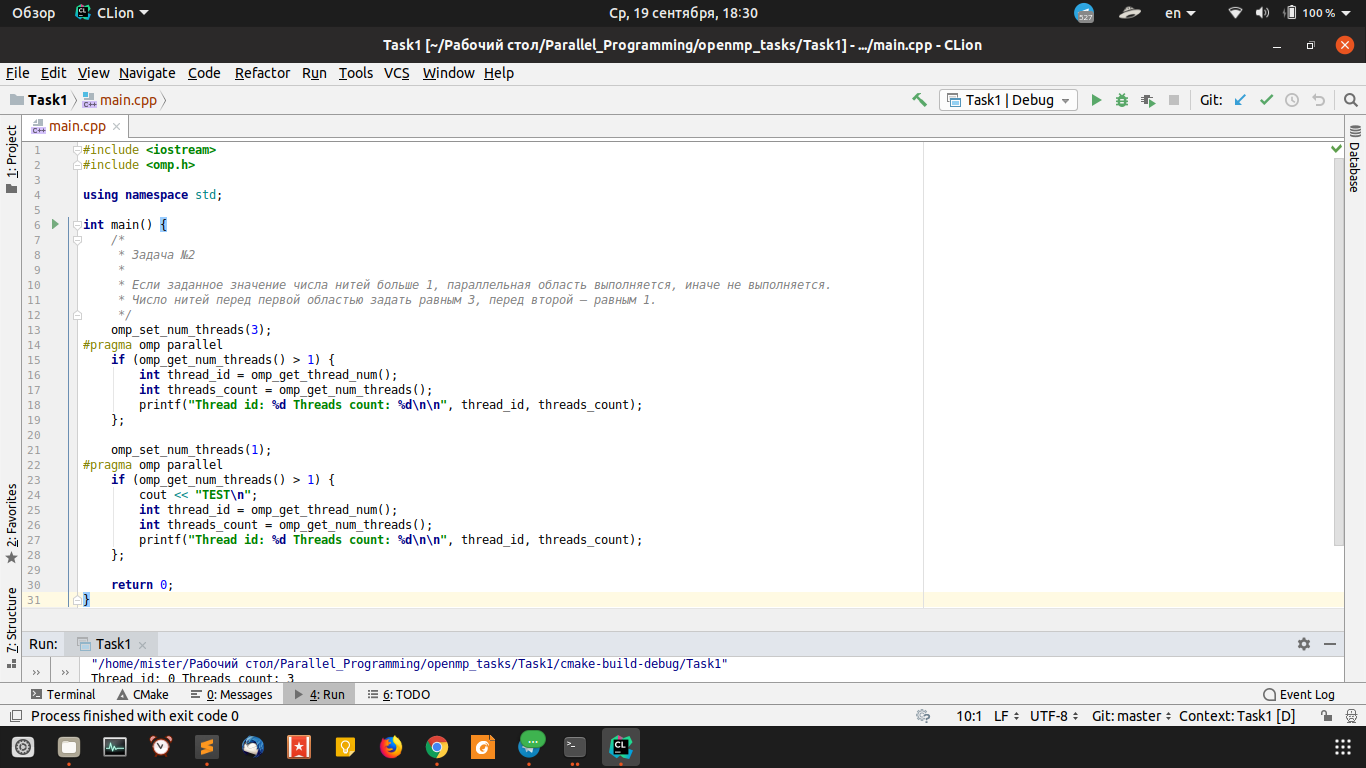 Обзор CLion Ср, 19 сентября, 18:30 527 en 100 %
Task1 [~/Рабочий стол/Parallel_Programming/openmp_tasks/Task1] - .../main.cpp - CLion
File Edit View Navigate Code Refactor Run Tools VCS Window Help
Task1 main.cpp Task1 | Debug Git:
main.cpp
1: Project
2: Favorites
7: Structure
Database
1 #include <iostream>
2 #include <omp.h>
3
4 using namespace std;
5
6 int main() {
7 /*
8 * Задача №2
9 *
10 * Если заданное значение числа нитей больше 1, параллельная область выполняется, иначе не выполняется.
11 * Число нитей перед первой областью задать равным 3, перед второй – равным 1.
12 */
13 omp_set_num_threads(3);
14 #pragma omp parallel
15 if (omp_get_num_threads() > 1) {
16 int thread_id = omp_get_thread_num();
17 int threads_count = omp_get_num_threads();
18 printf("Thread id: %d Threads count: %d\n\n", thread_id, threads_count);
19 };
20
21 omp_set_num_threads(1);
22 #pragma omp parallel
23 if (omp_get_num_threads() > 1) {
24 cout << "TEST\n";
25 int thread_id = omp_get_thread_num();
26 int threads_count = omp_get_num_threads();
27 printf("Thread id: %d Threads count: %d\n\n", thread_id, threads_count);
28 };
29
30 return 0;
31 }
Run: Task1
"/home/mister/Рабочий стол/Parallel_Programming/openmp_tasks/Task1/cmake-build-debug/Task1"
Thread id: 0 Threads count: 3
Terminal CMake 0: Messages 4: Run 6: TODO Event Log
Process finished with exit code 0 10:1 LF UTF-8 Git: master Context: Task1 [D]